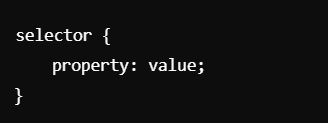 selector {
    property: value;
}